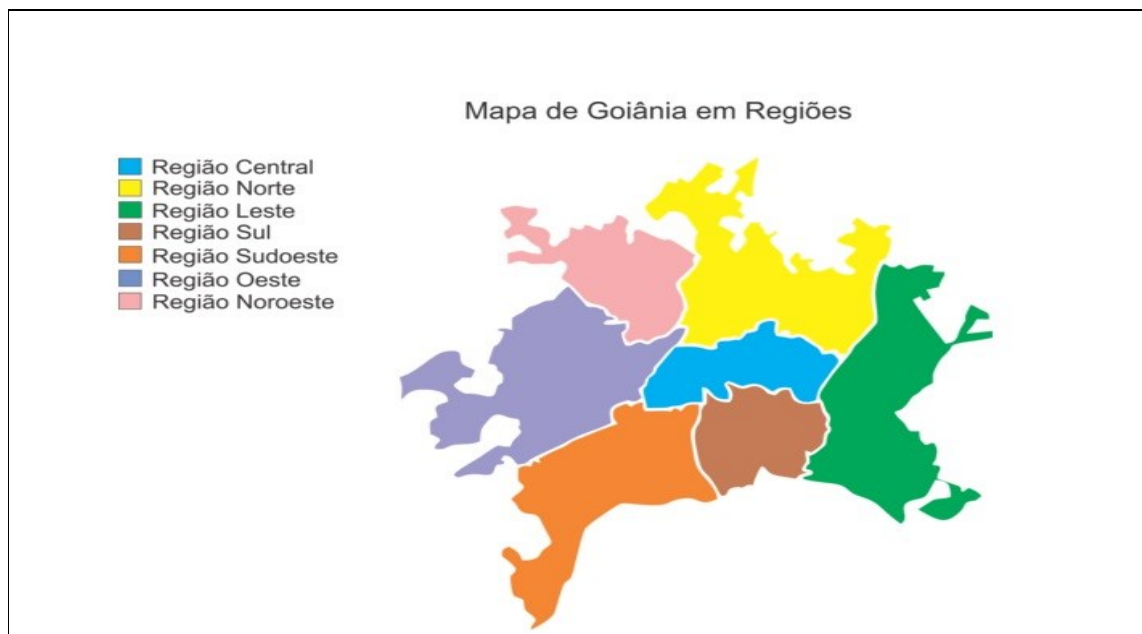 Mapa de Goiânia em Regiões
Região Central
Região Norte
Região Leste
Região Sul
Região Sudoeste
Região Oeste
Região Noroeste